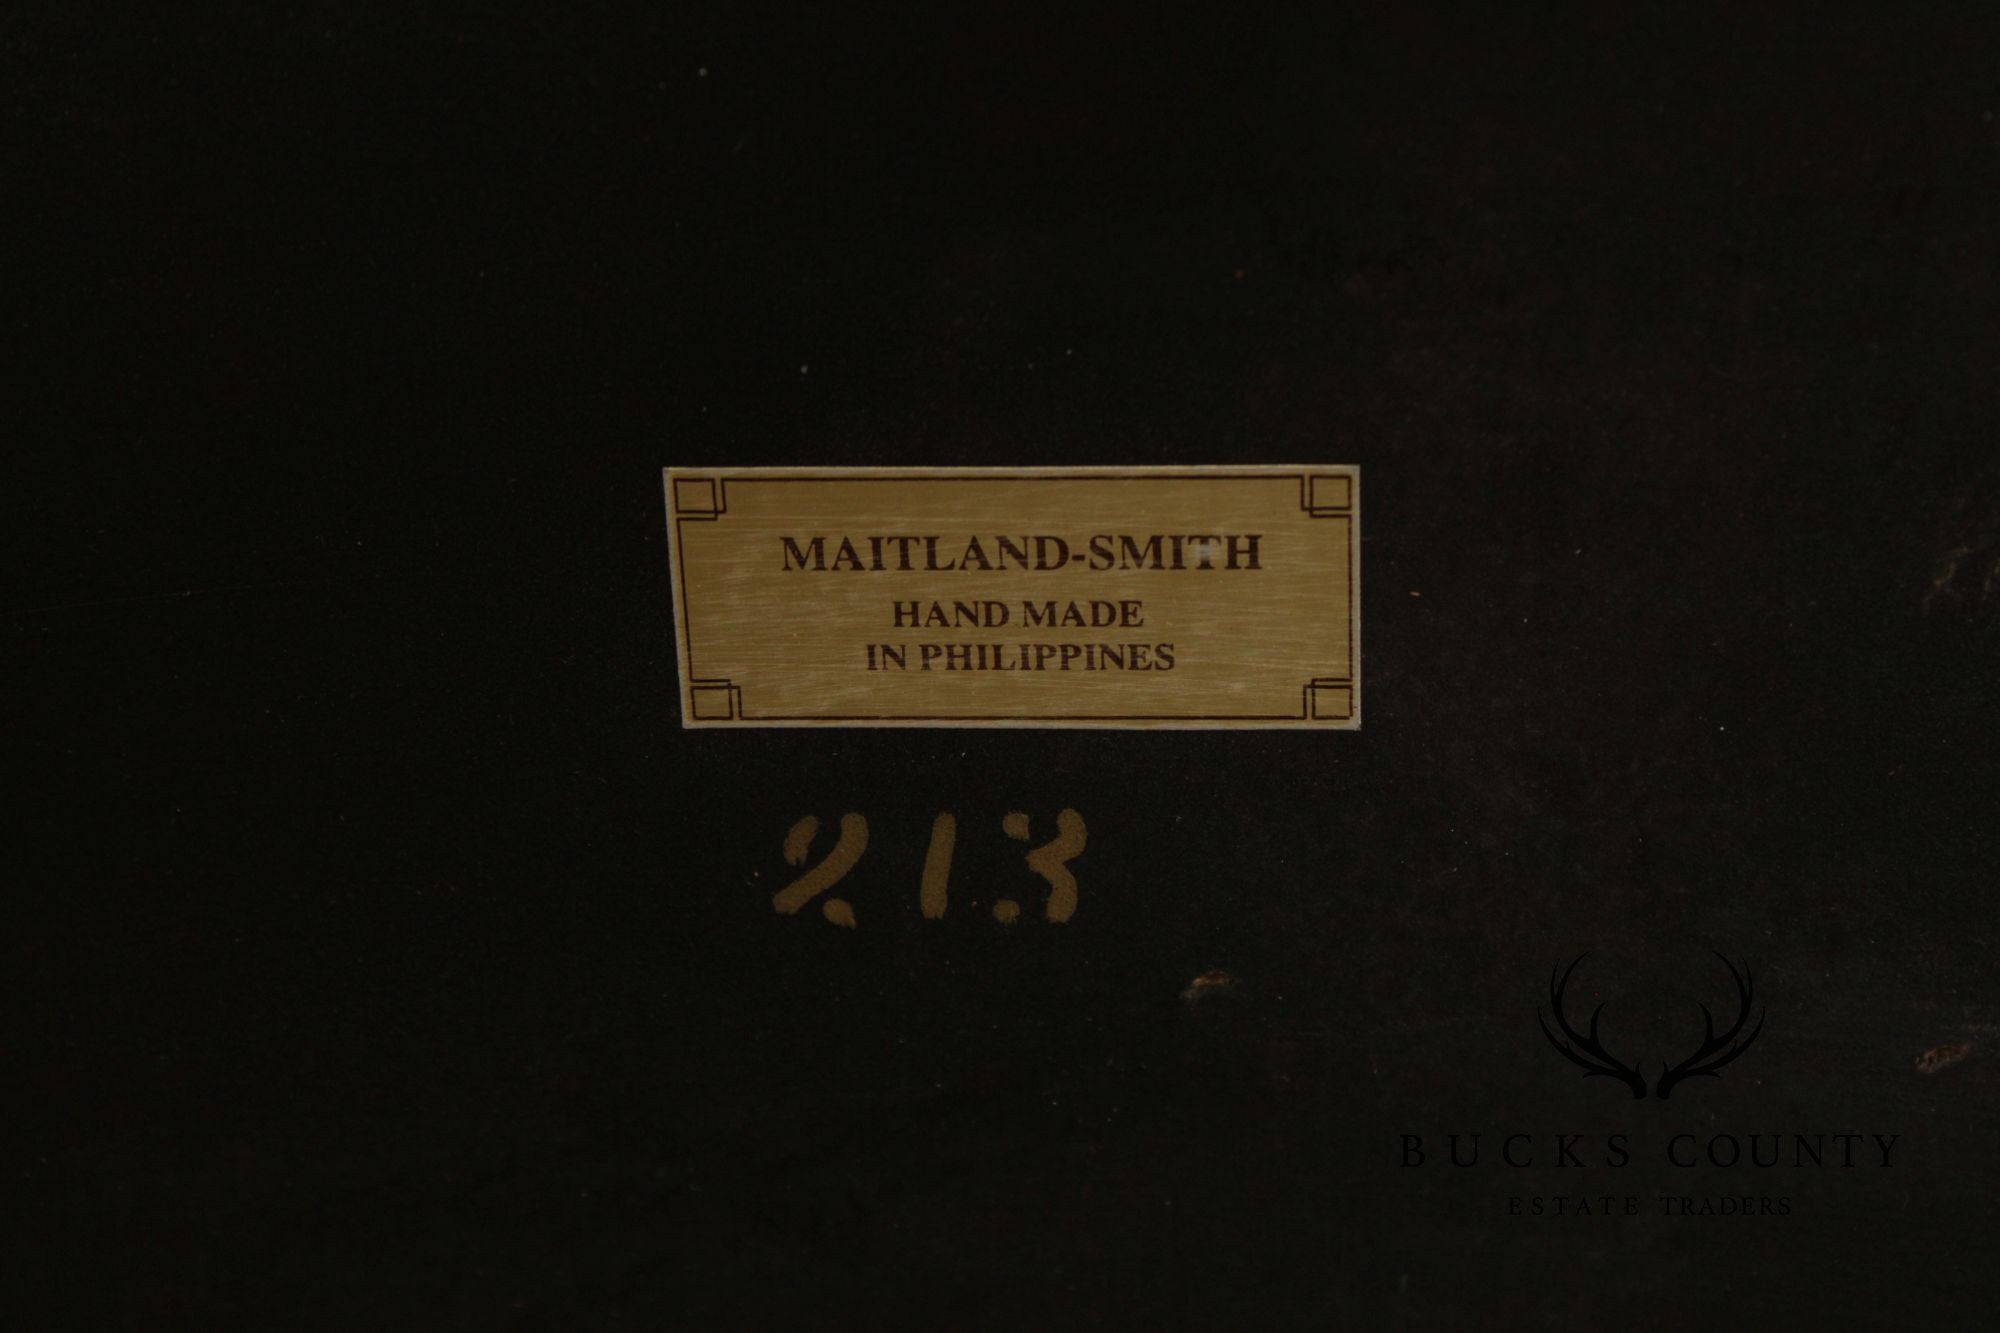 MAITLAND-SMITH
HAND MADE
IN PHILIPPINES
213
BUCKS COUNTY
ESTATE TRADERS